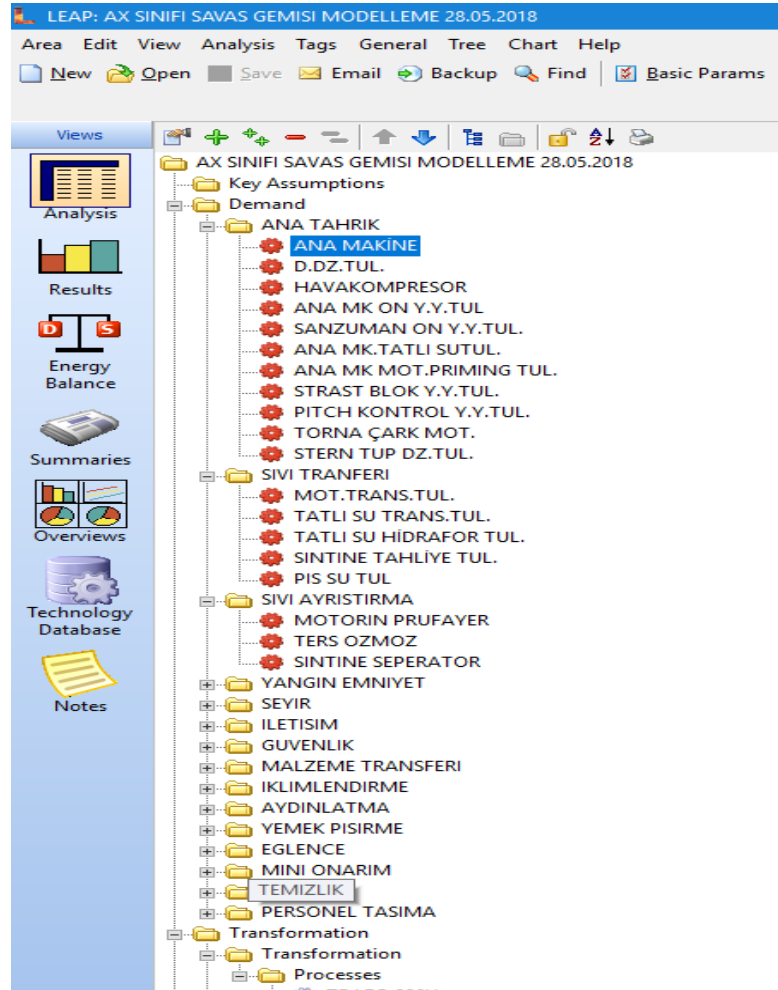 LEAP: AX SINIFI SAVAS GEMISI MODELLEME 28.05.2018
Area Edit View Analysis Tags General Tree Chart Help
New Open Save Email Backup Find Basic Params
Views
Analysis
Results
D S
Energy
Balance
Summaries
Overviews
Technology
Database
Notes
AX SINIFI SAVAS GEMISI MODELLEME 28.05.2018
Key Assumptions
Demand
ANA TAHRIK
ANA MAKİNE
D.DZ.TUL.
HAVAKOMPRESOR
ANA MK ON Y.Y.TUL
SANZUMAN ON Y.Y.TUL.
ANA MK.TATLI SUTUL.
ANA MK MOT.PRIMING TUL.
STRAST BLOK Y.Y.TUL.
PITCH KONTROL Y.Y.TUL.
TORNA ÇARK MOT.
STERN TUP DZ.TUL.
SIVI TRANFERI
MOT.TRANS.TUL.
TATLI SU TRANS.TUL.
TATLI SU HİDRAFOR TUL.
SINTINE TAHLİYE TUL.
PIS SU TUL
SIVI AYRISTIRMA
MOTORIN PRUFAYER
TERS OZMOZ
SINTINE SEPERATOR
YANGIN EMNIYET
SEYIR
ILETISIM
GUVENLIK
MALZEME TRANSFERI
IKLIMLENDIRME
AYDINLATMA
YEMEK PISIRME
EGLENCE
MINI ONARIM
TEMIZLIK
PERSONEL TASIMA
Transformation
Transformation
Processes